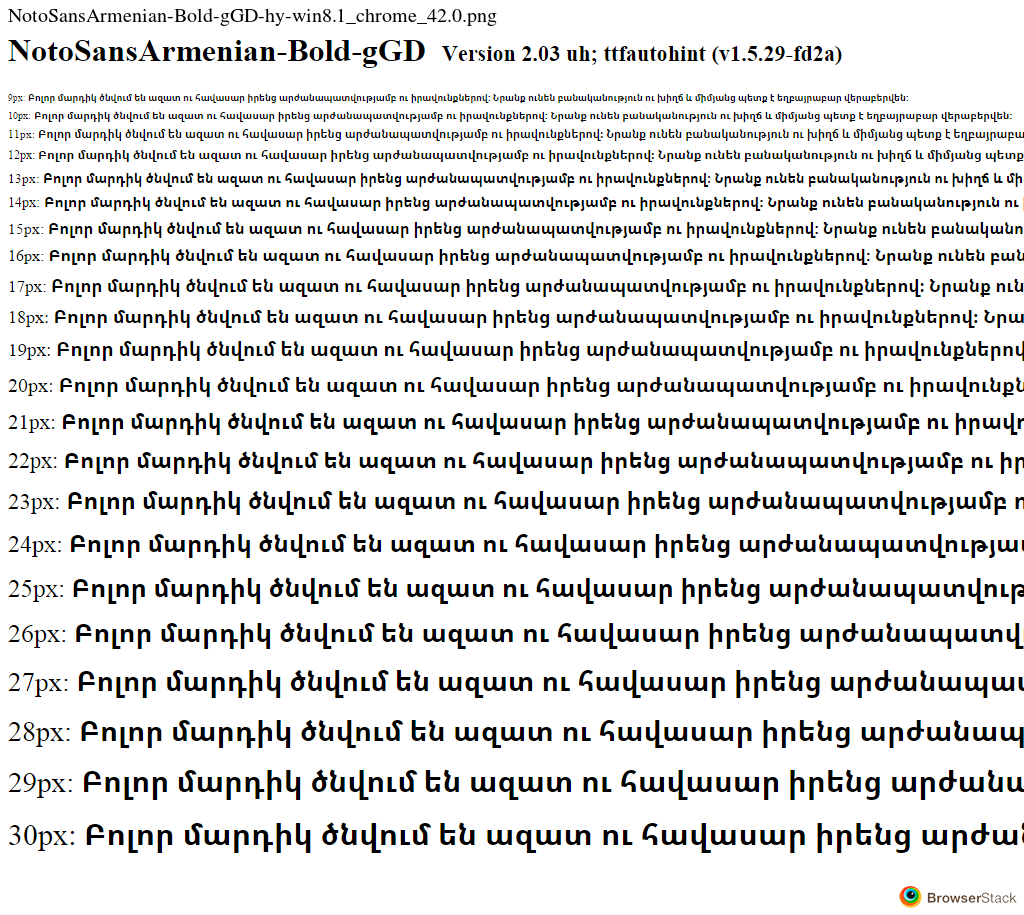 NotoSansArmenian-Bold-gGD-hy-win8.1_chrome_42.0.png
NotoSansArmenian-Bold-gGD Version 2.03 uh; ttfautohint (v1.5.29-fd2a)
9px: Բոլոր մարդիկ ծնվում են ազատ ու հավասար իրենց արժանապատվությամբ ու իրավունքներով։ Նրանք ունեն բանականություն ու խիղճ և միմյանց պետք է եղբայրաբար վերաբերվեն։
10px: Բոլոր մարդիկ ծնվում են ազատ ու հավասար իրենց արժանապատվությամբ ու իրավունքներով։ Նրանք ունեն բանականություն ու խիղճ և միմյանց պետք է եղբայրաբար վերաբերվեն։
11px: Բոլոր մարդիկ ծնվում են ազատ ու հավասար իրենց արժանապատվությամբ ու իրավունքներով։ Նրանք ունեն բանականություն ու խիղճ և միմյանց պետք է եղբայրաբա
12px: Բոլոր մարդիկ ծնվում են ազատ ու հավասար իրենց արժանապատվությամբ ու իրավունքներով։ Նրանք ունեն բանականություն ու խիղճ և միմյանց պետք
13px: Բոլոր մարդիկ ծնվում են ազատ ու հավասար իրենց արժանապատվությամբ ու իրավունքներով։ Նրանք ունեն բանականություն ու խիղճ և մի
14px: Բոլոր մարդիկ ծնվում են ազատ ու հավասար իրենց արժանապատվությամբ ու իրավունքներով։ Նրանք ունեն բանականություն ու
15px: Բոլոր մարդիկ ծնվում են ազատ ու հավասար իրենց արժանապատվությամբ ու իրավունքներով։ Նրանք ունեն բանականո
16px: Բոլոր մարդիկ ծնվում են ազատ ու հավասար իրենց արժանապատվությամբ ու իրավունքներով։ Նրանք ունեն բան
17px: Բոլոր մարդիկ ծնվում են ազատ ու հավասար իրենց արժանապատվությամբ ու իրավունքներով։ Նրանք ուն
18px: Բոլոր մարդիկ ծնվում են ազատ ու հավասար իրենց արժանապատվությամբ ու իրավունքներով։ Նրա
19px: Բոլոր մարդիկ ծնվում են ազատ ու հավասար իրենց արժանապատվությամբ ու իրավունքներով
20px: Բոլոր մարդիկ ծնվում են ազատ ու հավասար իրենց արժանապատվությամբ ու իրավունքն
21px: Բոլոր մարդիկ ծնվում են ազատ ու հավասար իրենց արժանապատվությամբ ու իրավո
22px: Բոլոր մարդիկ ծնվում են ազատ ու հավասար իրենց արժանապատվությամբ ու իր
23px: Բոլոր մարդիկ ծնվում են ազատ ու հավասար իրենց արժանապատվությամբ ո
24px: Բոլոր մարդիկ ծնվում են ազատ ու հավասար իրենց արժանապատվությամ
25px: Բոլոր մարդիկ ծնվում են ազատ ու հավասար իրենց արժանապատվութ
26px: Բոլոր մարդիկ ծնվում են ազատ ու հավասար իրենց արժանապատվ
27px: Բոլոր մարդիկ ծնվում են ազատ ու հավասար իրենց արժանապա
28px: Բոլոր մարդիկ ծնվում են ազատ ու հավասար իրենց արժանապ
29px: Բոլոր մարդիկ ծնվում են ազատ ու հավասար իրենց արժանա
30px: Բոլոր մարդիկ ծնվում են ազատ ու հավասար իրենց արժան
BrowserStack